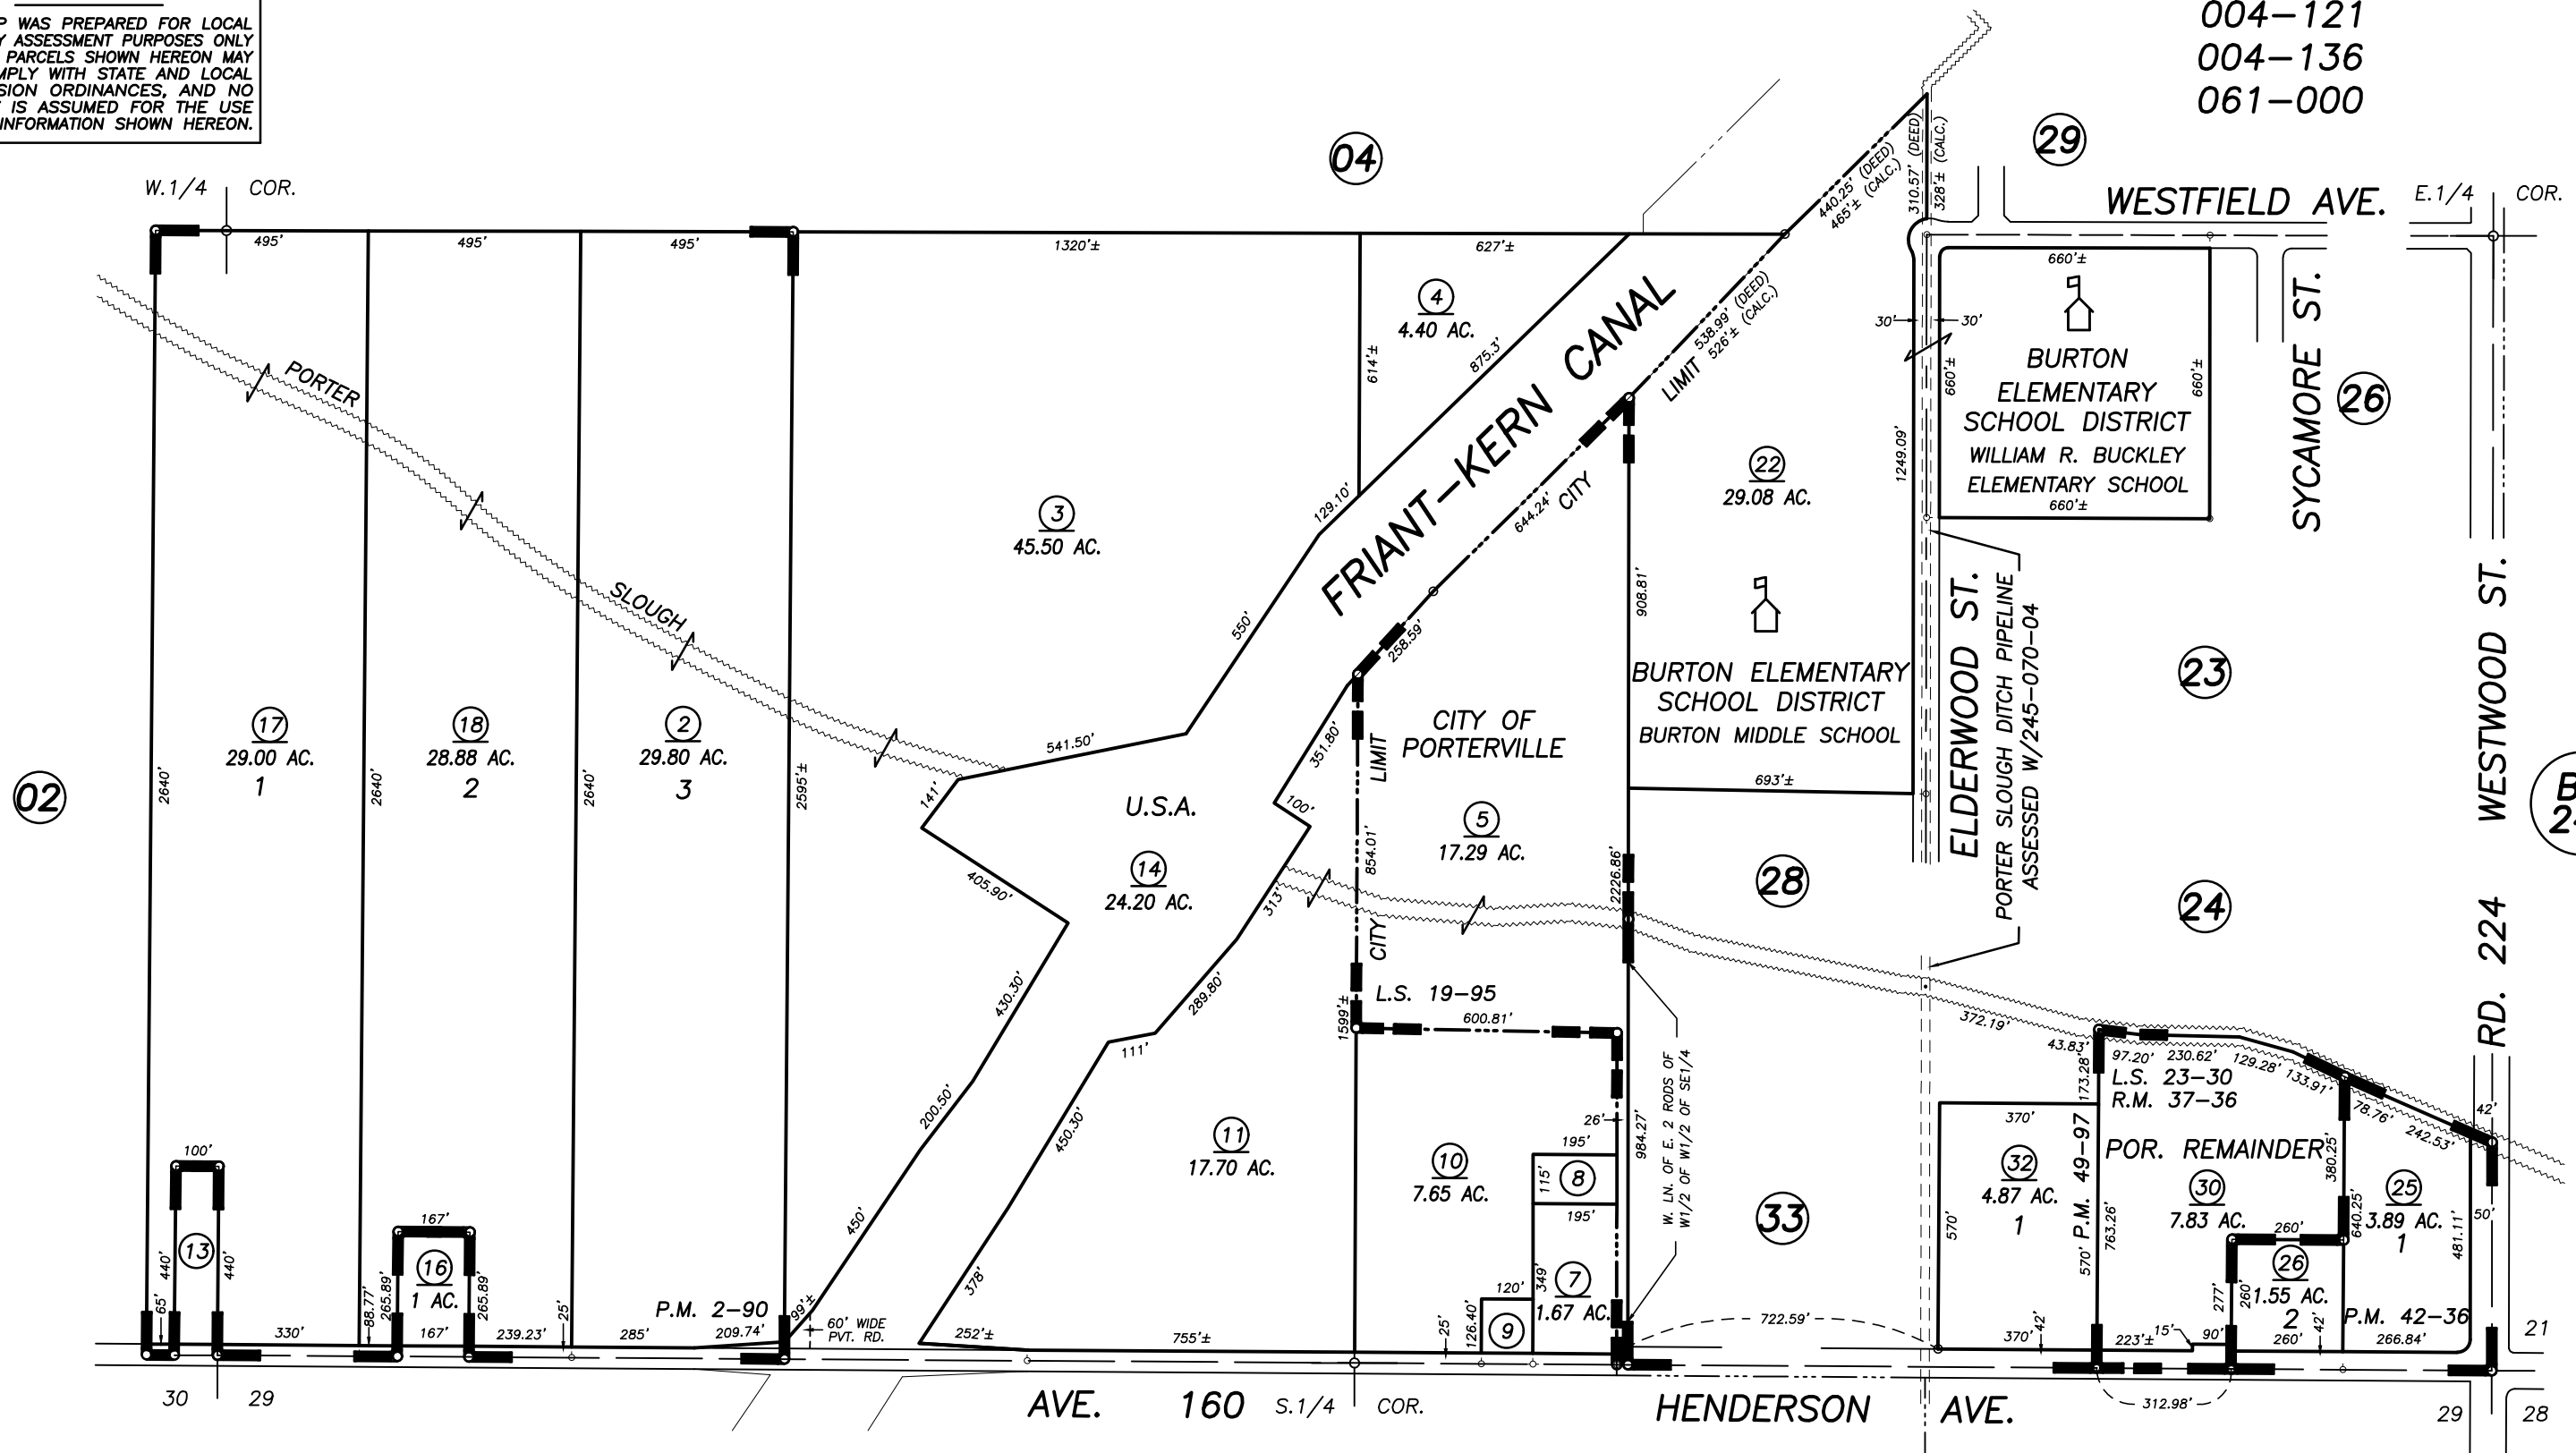 P WAS PREPARED FOR LOCAL
Y ASSESSMENT PURPOSES ONLY
PARCELS SHOWN HEREON MAY
MPLY WITH STATE AND LOCAL
SION ORDINANCES, AND NO
IS ASSUMED FOR THE USE
INFORMATION SHOWN HEREON.
004-121
004-136
061-000
04
29
W.1/4 COR.
WESTFIELD AVE.
E.1/4 COR.
495'
495'
495'
1320'±
627'±
440.25' (DEED)
465'± (CALC.)
310.57' (DEED)
328'± (CALC.)
660'±
4
4.40 AC.
614'±
875.3'
538.99' (DEED)
526'± (CALC.)
LIMIT
30'
30'
BURTON
ELEMENTARY
SCHOOL DISTRICT
WILLIAM R. BUCKLEY
ELEMENTARY SCHOOL
660'±
660'±
660'±
SYCAMORE ST.
26
PORTER
SLOUGH
FRIANT-KERN CANAL
129.10'
644.24'
CITY
22
29.08 AC.
1249.09'
3
45.50 AC.
550'
258.59'
908.81'
BURTON ELEMENTARY
SCHOOL DISTRICT
BURTON MIDDLE SCHOOL
693'±
ELDERWOOD ST.
PORTER SLOUGH DITCH PIPELINE
ASSESSED W/245-070-04
23
WESTWOOD ST.
RD. 224
B
24
02
2640'
17
29.00 AC.
1
2640'
18
28.88 AC.
2
2640'
2
29.80 AC.
3
2595'±
541.50'
141'
U.S.A.
351.80'
100'
LIMIT
CITY OF
PORTERVILLE
5
17.29 AC.
854.01'
2226.86'
28
24
14
24.20 AC.
405.90'
313'
CITY
430.30'
289.80'
111'
L.S. 19-95
600.81'
1599'±
W. LN. OF E. 2 RODS OF
W1/2 OF W1/2 OF SE1/4
372.19'
43.83'
173.28'
97.20'
230.62'
129.28'
133.91'
L.S. 23-30
R.M. 37-36
78.76'
242.53'
42'
200.50'
450.30'
26'
195'
984.27'
370'
P.M. 49-97
POR. REMAINDER
380.25'
100'
11
17.70 AC.
10
7.65 AC.
115'
8
195'
33
32
4.87 AC.
1
30
7.83 AC.
25
3.89 AC.
1
50'
640.25'
481.11'
570'
570'
763.26'
260'
13
440'
440'
65'
167'
16
1 AC.
88.77'
265.89'
265.89'
25'
450'
378'
120'
349'
7
1.67 AC.
126.40'
9
25'
26
1.55 AC.
2
277'
260'
42'
42'
P.M. 2-90
99'±
60' WIDE
PVT. RD.
P.M. 42-36
330'
167'
239.23'
285'
209.74'
252'±
755'±
722.59'
370'
223'±
15'
90'
260'
266.84'
21
312.98'
30 29
AVE. 160
S.1/4 COR.
HENDERSON AVE.
29 28